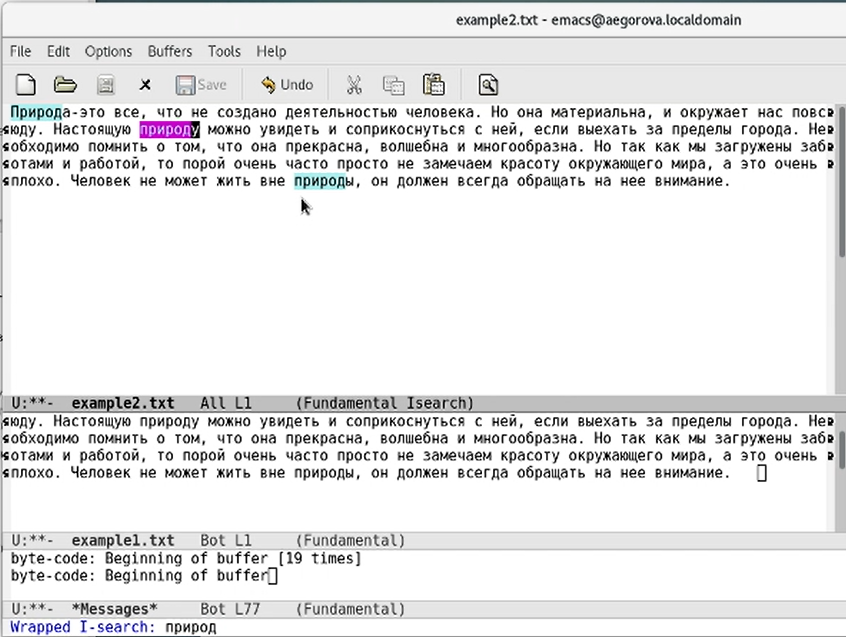 example2.txt - emacs@aegorova.localdomain
File Edit Options Buffers Tools Help
Save Undo
Природа-это все, что не создано деятельностью человека. Но она материальна, и окружает нас повс
юду. Настоящую природу можно увидеть и соприкоснуться с ней, если выехать за пределы города. Не
обходимо помнить о том, что она прекрасна, волшебна и многообразна. Но так как мы загружены заб
отами и работой, то порой очень часто просто не замечаем красоту окружающего мира, а это очень
плохо. Человек не может жить вне природы, он должен всегда обращать на нее внимание.
U:**- example2.txt All L1 (Fundamental Isearch)
юду. Настоящую природу можно увидеть и соприкоснуться с ней, если выехать за пределы города. Не
обходимо помнить о том, что она прекрасна, волшебна и многообразна. Но так как мы загружены заб
отами и работой, то порой очень часто просто не замечаем красоту окружающего мира, а это очень
плохо. Человек не может жить вне природы, он должен всегда обращать на нее внимание.
U:**- example1.txt Bot L1 (Fundamental)
byte-code: Beginning of buffer [19 times]
byte-code: Beginning of buffer
U:**- *Messages* Bot L77 (Fundamental)
Wrapped I-search: природ